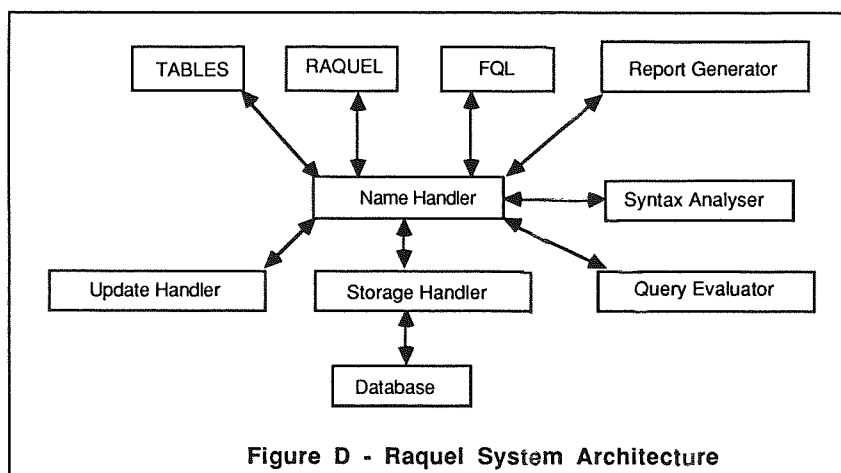 TABLES
RAQUEL
FQL
Report Generator
Name Handler
Syntax Analyser
Update Handler
Storage Handler
Query Evaluator
Database
Figure D - Raquel System Architecture